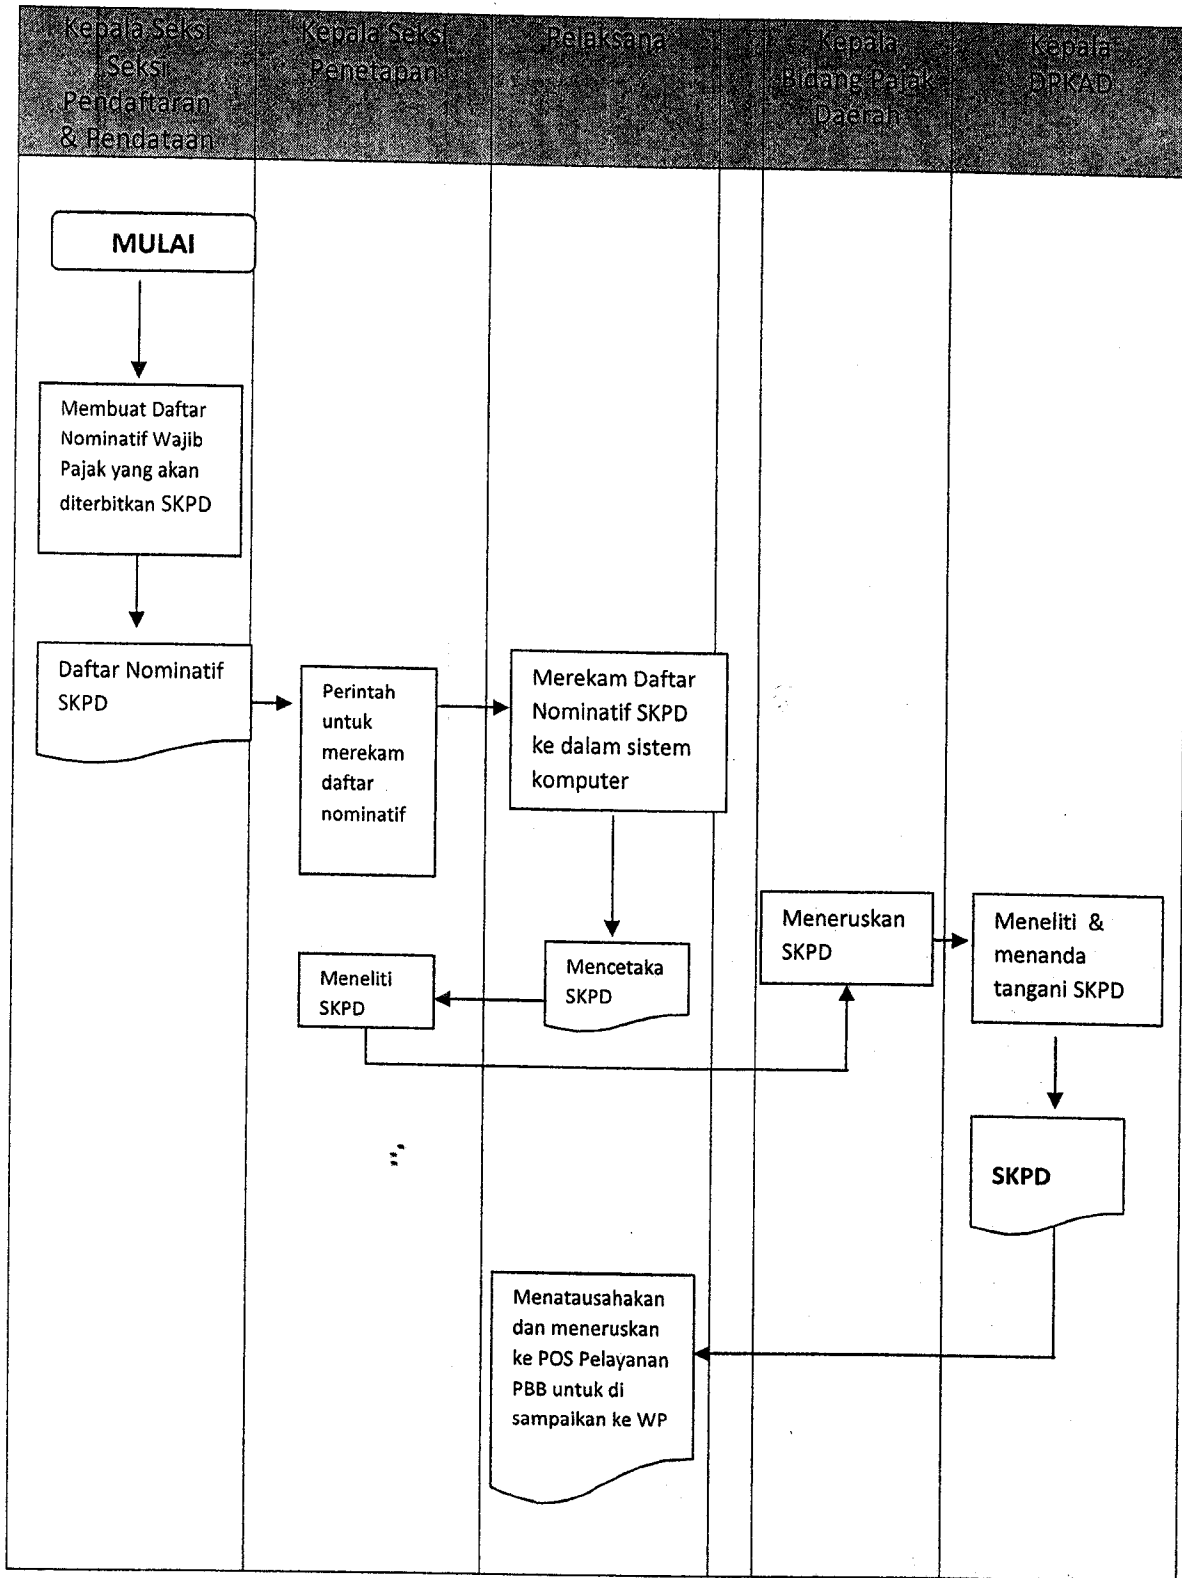 Kepala Seksi
Seksi
Pendaftaran
& Pendataan
Kepala Seksi
Penetapan
Pelaksana
Kepala
Bidang Pajak
Daerah
Kepala
DPKAD
MULAI
Membuat Daftar
Nominatif Wajib
Pajak yang akan
diterbitkan SKPD
Daftar Nominatif
SKPD
Perintah
untuk
merekam
daftar
nominatif
Merekam Daftar
Nominatif SKPD
ke dalam sistem
komputer
Mencetaka
SKPD
Meneliti
SKPD
Meneruskan
SKPD
Meneliti &
menanda
tangani SKPD
SKPD
Menatausahakan
dan meneruskan
ke POS Pelayanan
PBB untuk di
sampaikan ke WP